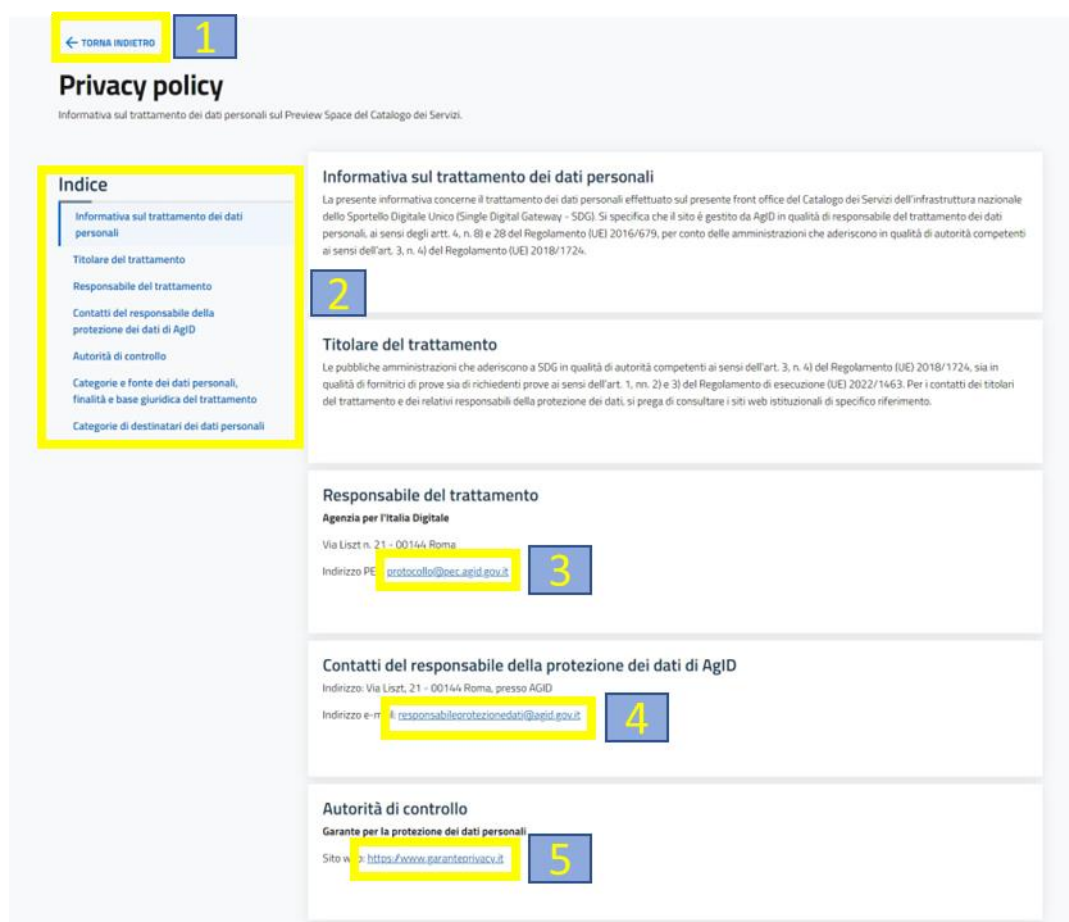 ← TORNA INDIETRO
1
Privacy policy
Informativa sul trattamento dei dati personali sul Preview Space del Catalogo dei Servizi.
Indice
Informativa sul trattamento dei dati
personali
Titolare del trattamento
Responsabile del trattamento
Contatti del responsabile della
protezione dei dati di AgID
Autorità di controllo
Categorie e fonte dei dati personali,
finalità e base giuridica del trattamento
Categorie di destinatari dei dati personali
2
Informativa sul trattamento dei dati personali
La presente informativa concerne il trattamento dei dati personali effettuato sul presente front office del Catalogo dei Servizi dell'infrastruttura nazionale
dello Sportello Digitale Unico (Single Digital Gateway - SDG). Si specifica che il sito è gestito da AgID in qualità di responsabile del trattamento dei dati
personali, ai sensi degli artt. 4, n. 8) e 28 del Regolamento (UE) 2016/679, per conto delle amministrazioni che aderiscono in qualità di autorità competenti
ai sensi dell'art. 3, n. 4) del Regolamento (UE) 2018/1724.
Titolare del trattamento
Le pubbliche amministrazioni che aderiscono a SDG in qualità di autorità competenti ai sensi dell'art. 3, n. 4) del Regolamento (UE) 2018/1724, sia in
qualità di fornitrici di prove sia di richiedenti prove ai sensi dell'art. 1, nn. 2) e 3) del Regolamento di esecuzione (UE) 2022/1463. Per i contatti dei titolari
del trattamento e dei relativi responsabili della protezione dei dati, si prega di consultare i siti web istituzionali di specifico riferimento.
Responsabile del trattamento
Agenzia per l'Italia Digitale
Via Liszt n. 21 - 00144 Roma
Indirizzo PE protocollo@pec.agid.gov.it
3
Contatti del responsabile della protezione dei dati di AgID
Indirizzo: Via Liszt, 21 - 00144 Roma, presso AGID
Indirizzo e-m l: responsabileprotezionedati@agid.gov.it
4
Autorità di controllo
Garante per la protezione dei dati personali
Sito w b: https://www.garanteprivacy.it
5